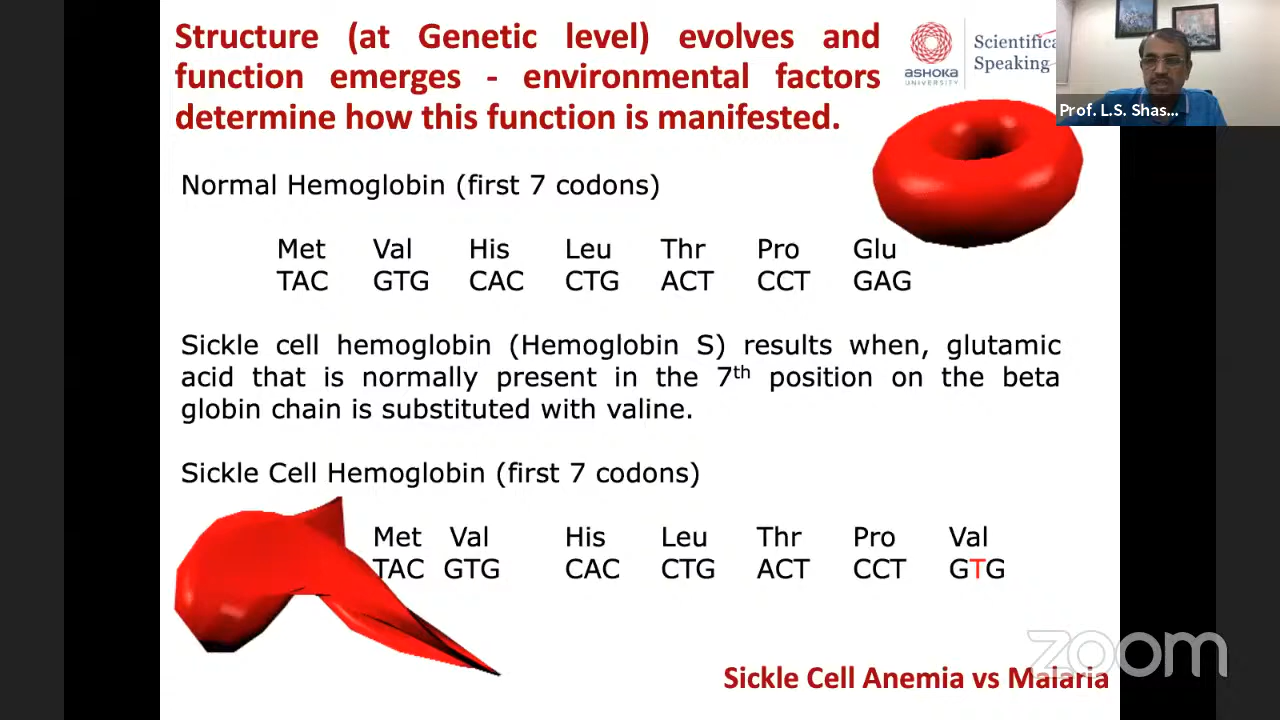 Structure (at Genetic level) evolves and
function emerges - environmental factors
determine how this function is manifested.
ASHOKA
UNIVERSITY
Scientifica
Speaking
Prof. L.S. Shas...
Normal Hemoglobin (first 7 codons)
Met Val His Leu Thr Pro Glu
TAC GTG CAC CTG ACT CCT GAG
Sickle cell hemoglobin (Hemoglobin S) results when, glutamic
acid that is normally present in the 7th position on the beta
globin chain is substituted with valine.
Sickle Cell Hemoglobin (first 7 codons)
Met Val His Leu Thr Pro Val
TAC GTG CAC CTG ACT CCT GTG
zoom
Sickle Cell Anemia vs Malaria